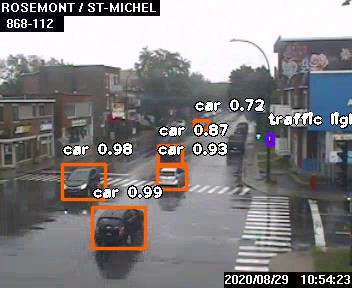 ROSEMONT / ST-MICHEL
868-112
car 0.72
traffic ligh
car 0.87
car 0.98
car 0.93
car 0.99
2020/08/29 10:54:23